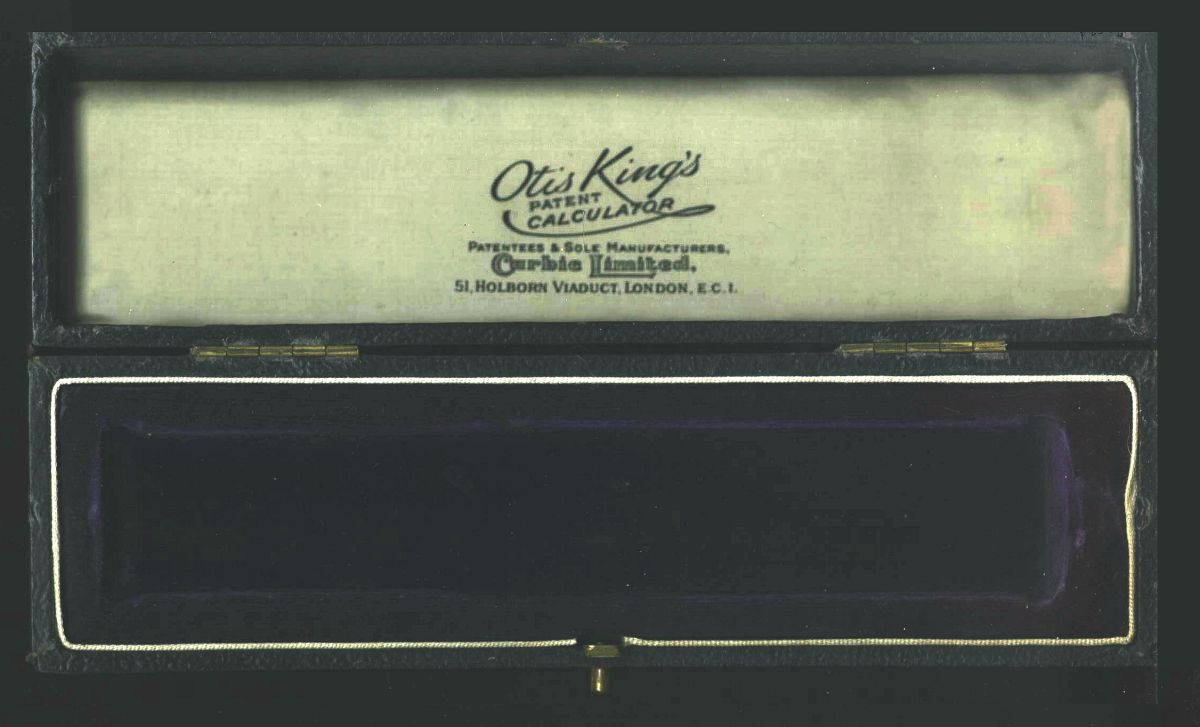 Otis King's
PATENT
CALCULATOR
PATENTEES & SOLE MANUFACTURERS,
Carbic Limited.
51, HOLBORN VIADUCT, LONDON, E.C.1.